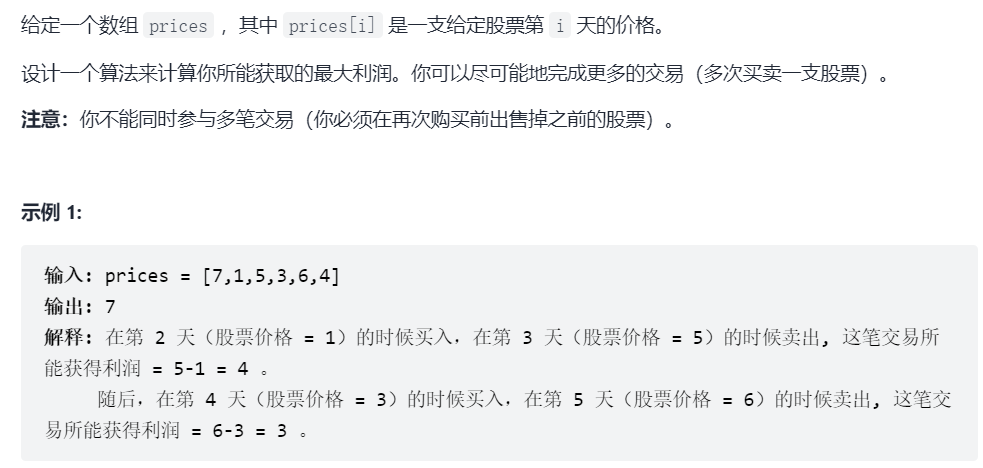 给定一个数组 prices ，其中 prices[i] 是一支给定股票第 i 天的价格。
设计一个算法来计算你所能获取的最大利润。你可以尽可能地完成更多的交易（多次买卖一支股票）。
注意：你不能同时参与多笔交易（你必须在再次购买前出售掉之前的股票）。
示例 1:
输入: prices = [7,1,5,3,6,4]
输出: 7
解释: 在第 2 天（股票价格 = 1）的时候买入，在第 3 天（股票价格 = 5）的时候卖出, 这笔交易所
能获得利润 = 5-1 = 4 。
随后，在第 4 天（股票价格 = 3）的时候买入，在第 5 天（股票价格 = 6）的时候卖出, 这笔交
易所能获得利润 = 6-3 = 3 。